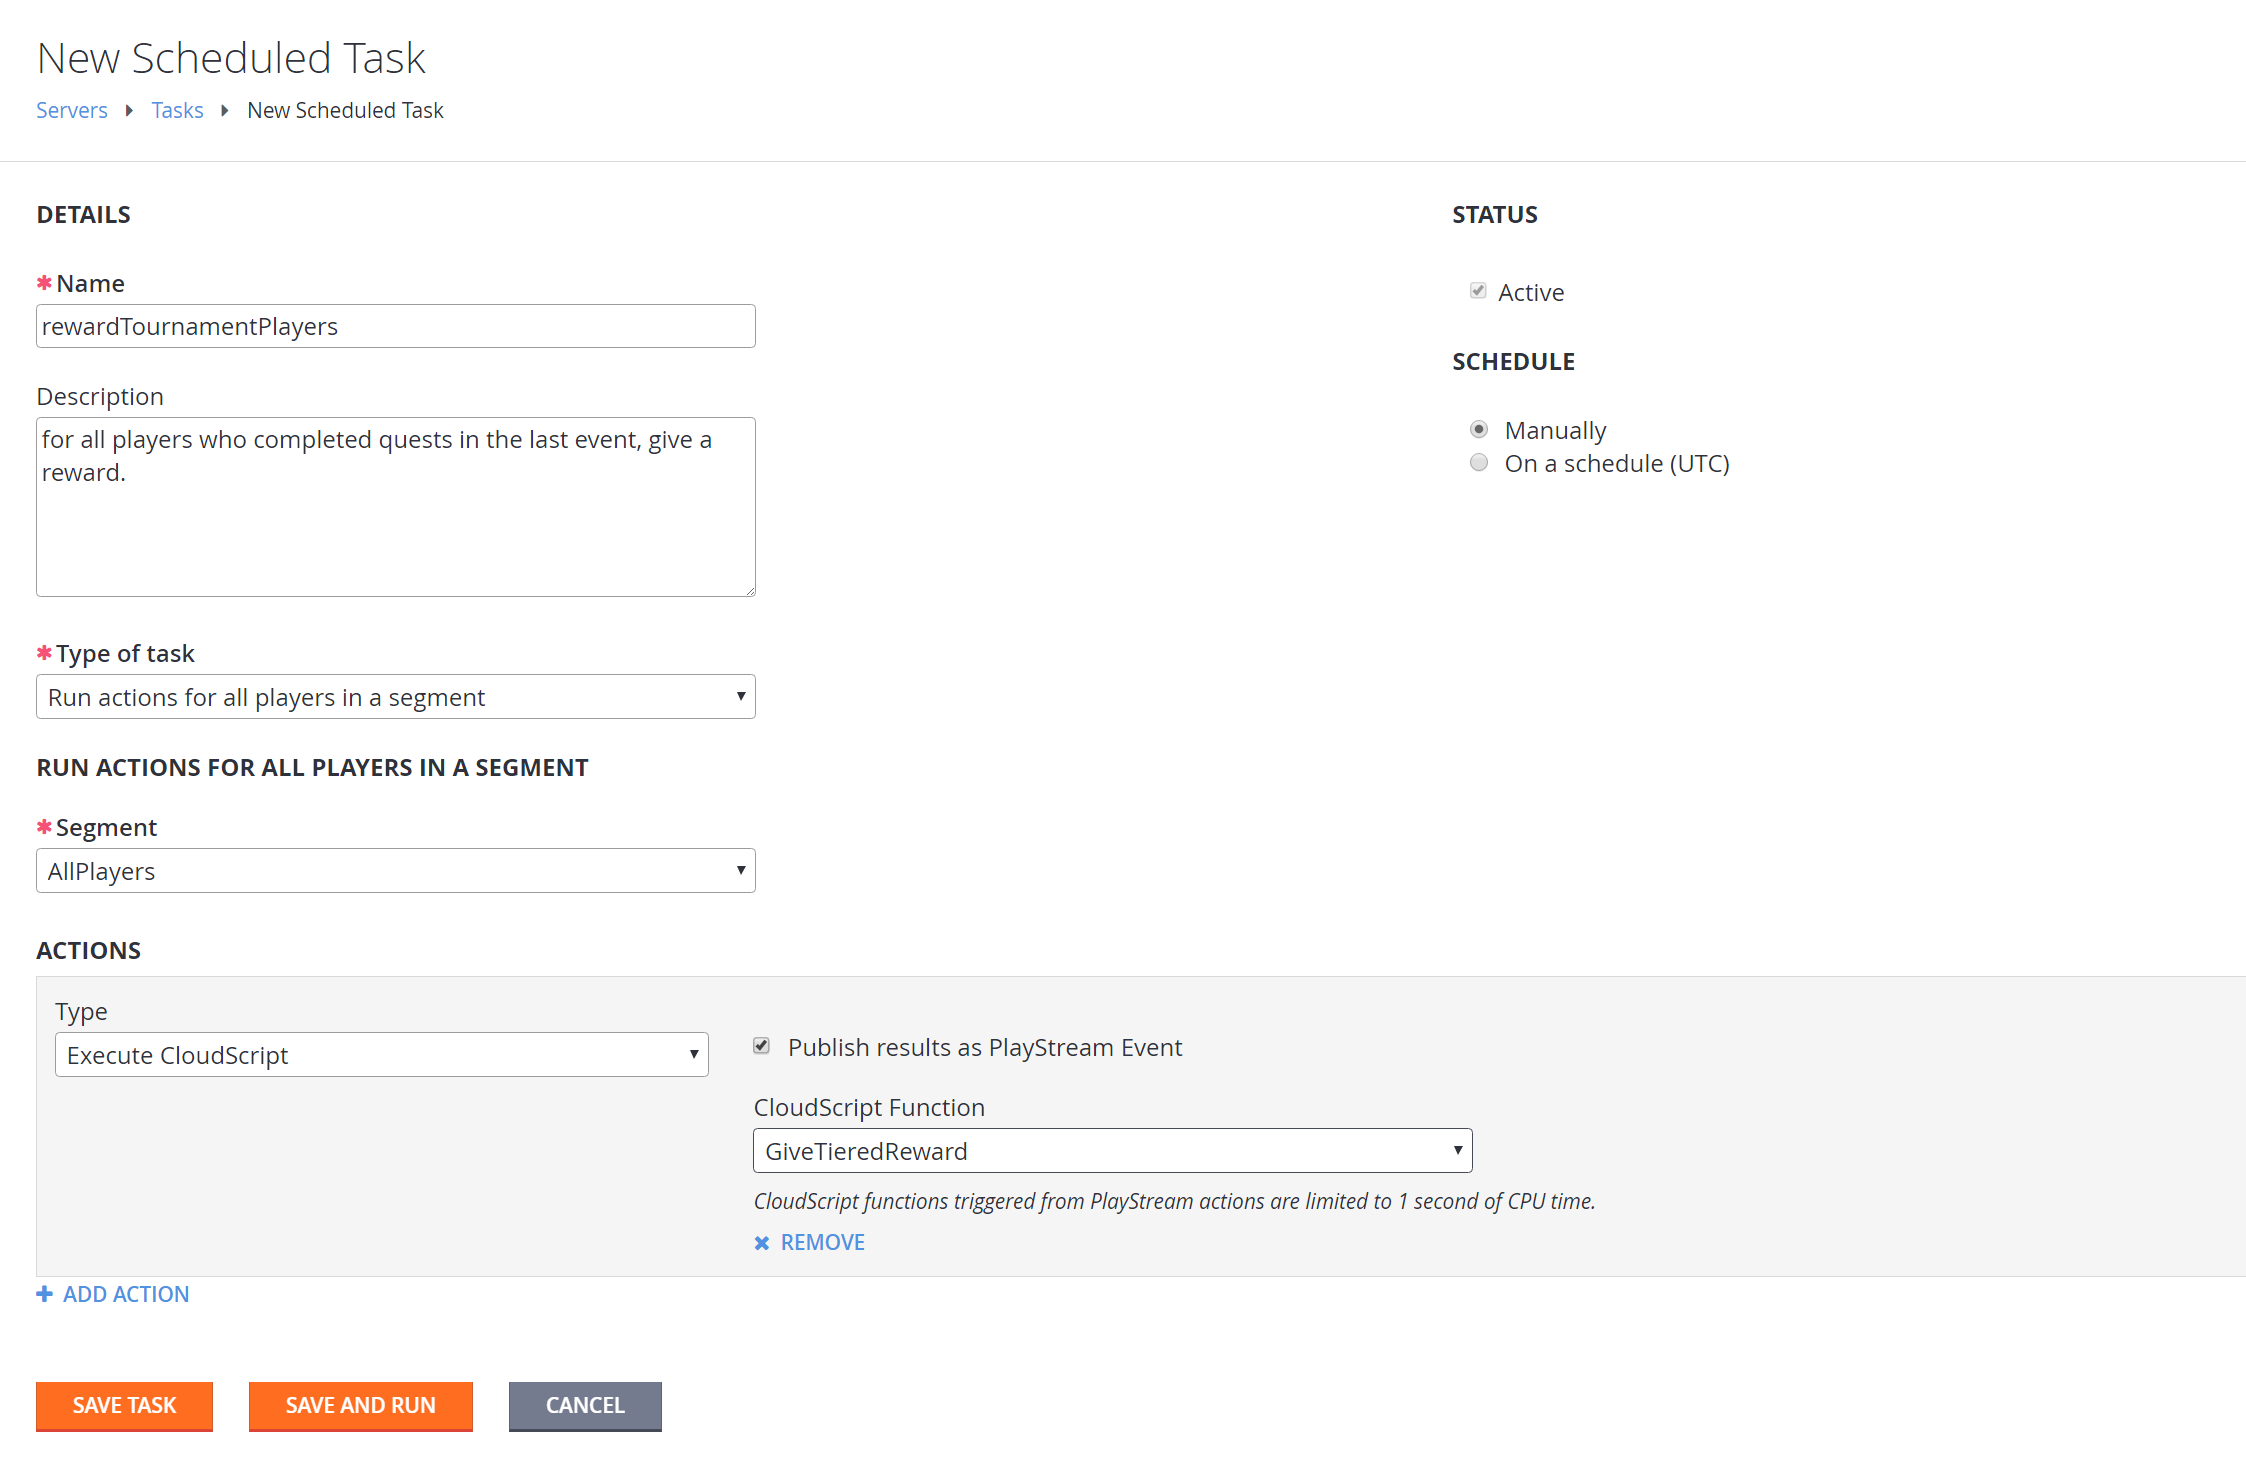 New Scheduled Task
Servers Tasks New Scheduled Task
DETAILS
* Name
rewardTournamentPlayers
Description
for all players who completed quests in the last event, give a
reward.
* Type of task
Run actions for all players in a segment
RUN ACTIONS FOR ALL PLAYERS IN A SEGMENT
* Segment
AllPlayers
STATUS
Active
SCHEDULE
Manually
On a schedule (UTC)
ACTIONS
Type
Execute CloudScript
Publish results as PlayStream Event
CloudScript Function
GiveTieredReward
CloudScript functions triggered from PlayStream actions are limited to 1 second of CPU time.
REMOVE
ADD ACTION
SAVE TASK
SAVE AND RUN
CANCEL